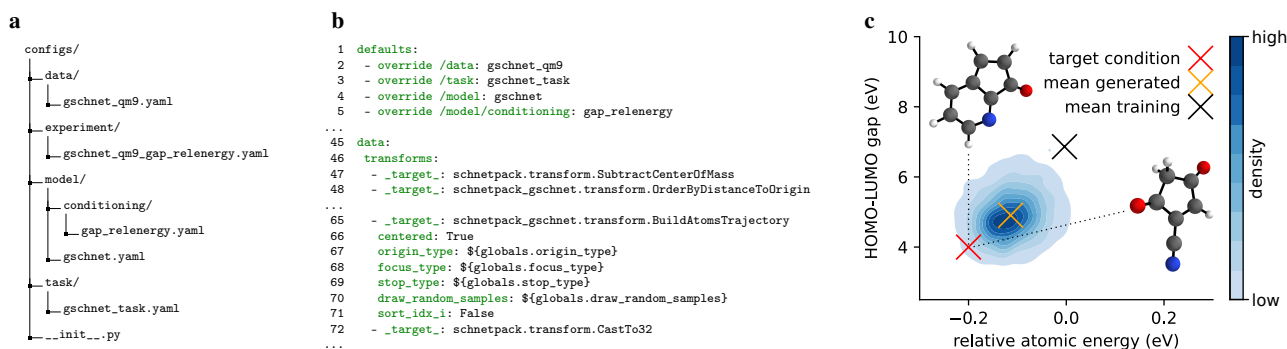 a
configs/
data/
gschnet_qm9.yaml
experiment/
gschnet_qm9_gap_relenergy.yaml
model/
conditioning/
gap_relenergy.yaml
gschnet.yaml
task/
gschnet_task.yaml
__init__.py
b
1 defaults:
2 - override /data: gschnet_qm9
3 - override /task: gschnet_task
4 - override /model: gschnet
5 - override /model/conditioning: gap_relenergy
...
45 data:
46 transforms:
47 - _target_: schnetpack.transform.SubtractCenterOfMass
48 - _target_: schnetpack_gschnet.transform.OrderByDistanceToOrigin
...
65 - _target_: schnetpack_gschnet.transform.BuildAtomsTrajectory
66 centered: True
67 origin_type: ${globals.origin_type}
68 focus_type: ${globals.focus_type}
69 stop_type: ${globals.stop_type}
70 draw_random_samples: ${globals.draw_random_samples}
71 sort_idx_i: False
72 - _target_: schnetpack.transform.CastTo32
...
c
HOMO-LUMO gap (eV)
10
8
6
4
target condition
mean generated
mean training
−0.2 0.0 0.2
relative atomic energy (eV)
high
density
low